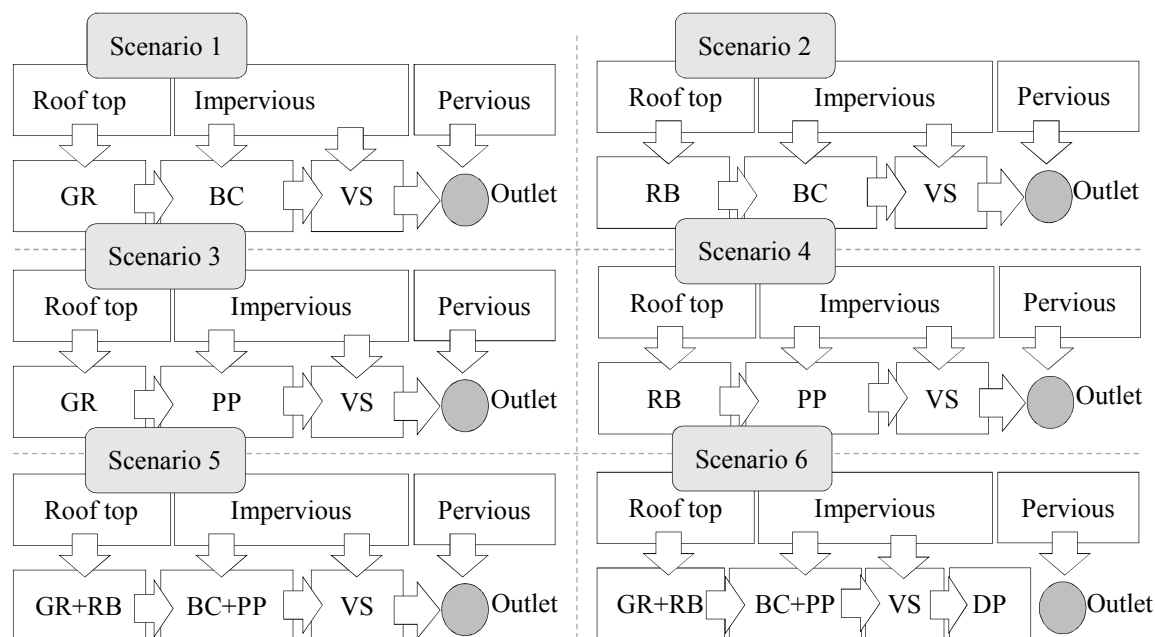 Scenario 1
Roof top Impervious Pervious
GR BC VS Outlet
Scenario 2
Roof top Impervious Pervious
RB BC VS Outlet
Scenario 3
Roof top Impervious Pervious
GR PP VS Outlet
Scenario 4
Roof top Impervious Pervious
RB PP VS Outlet
Scenario 5
Roof top Impervious Pervious
GR+RB BC+PP VS Outlet
Scenario 6
Roof top Impervious Pervious
GR+RB BC+PP VS DP Outlet